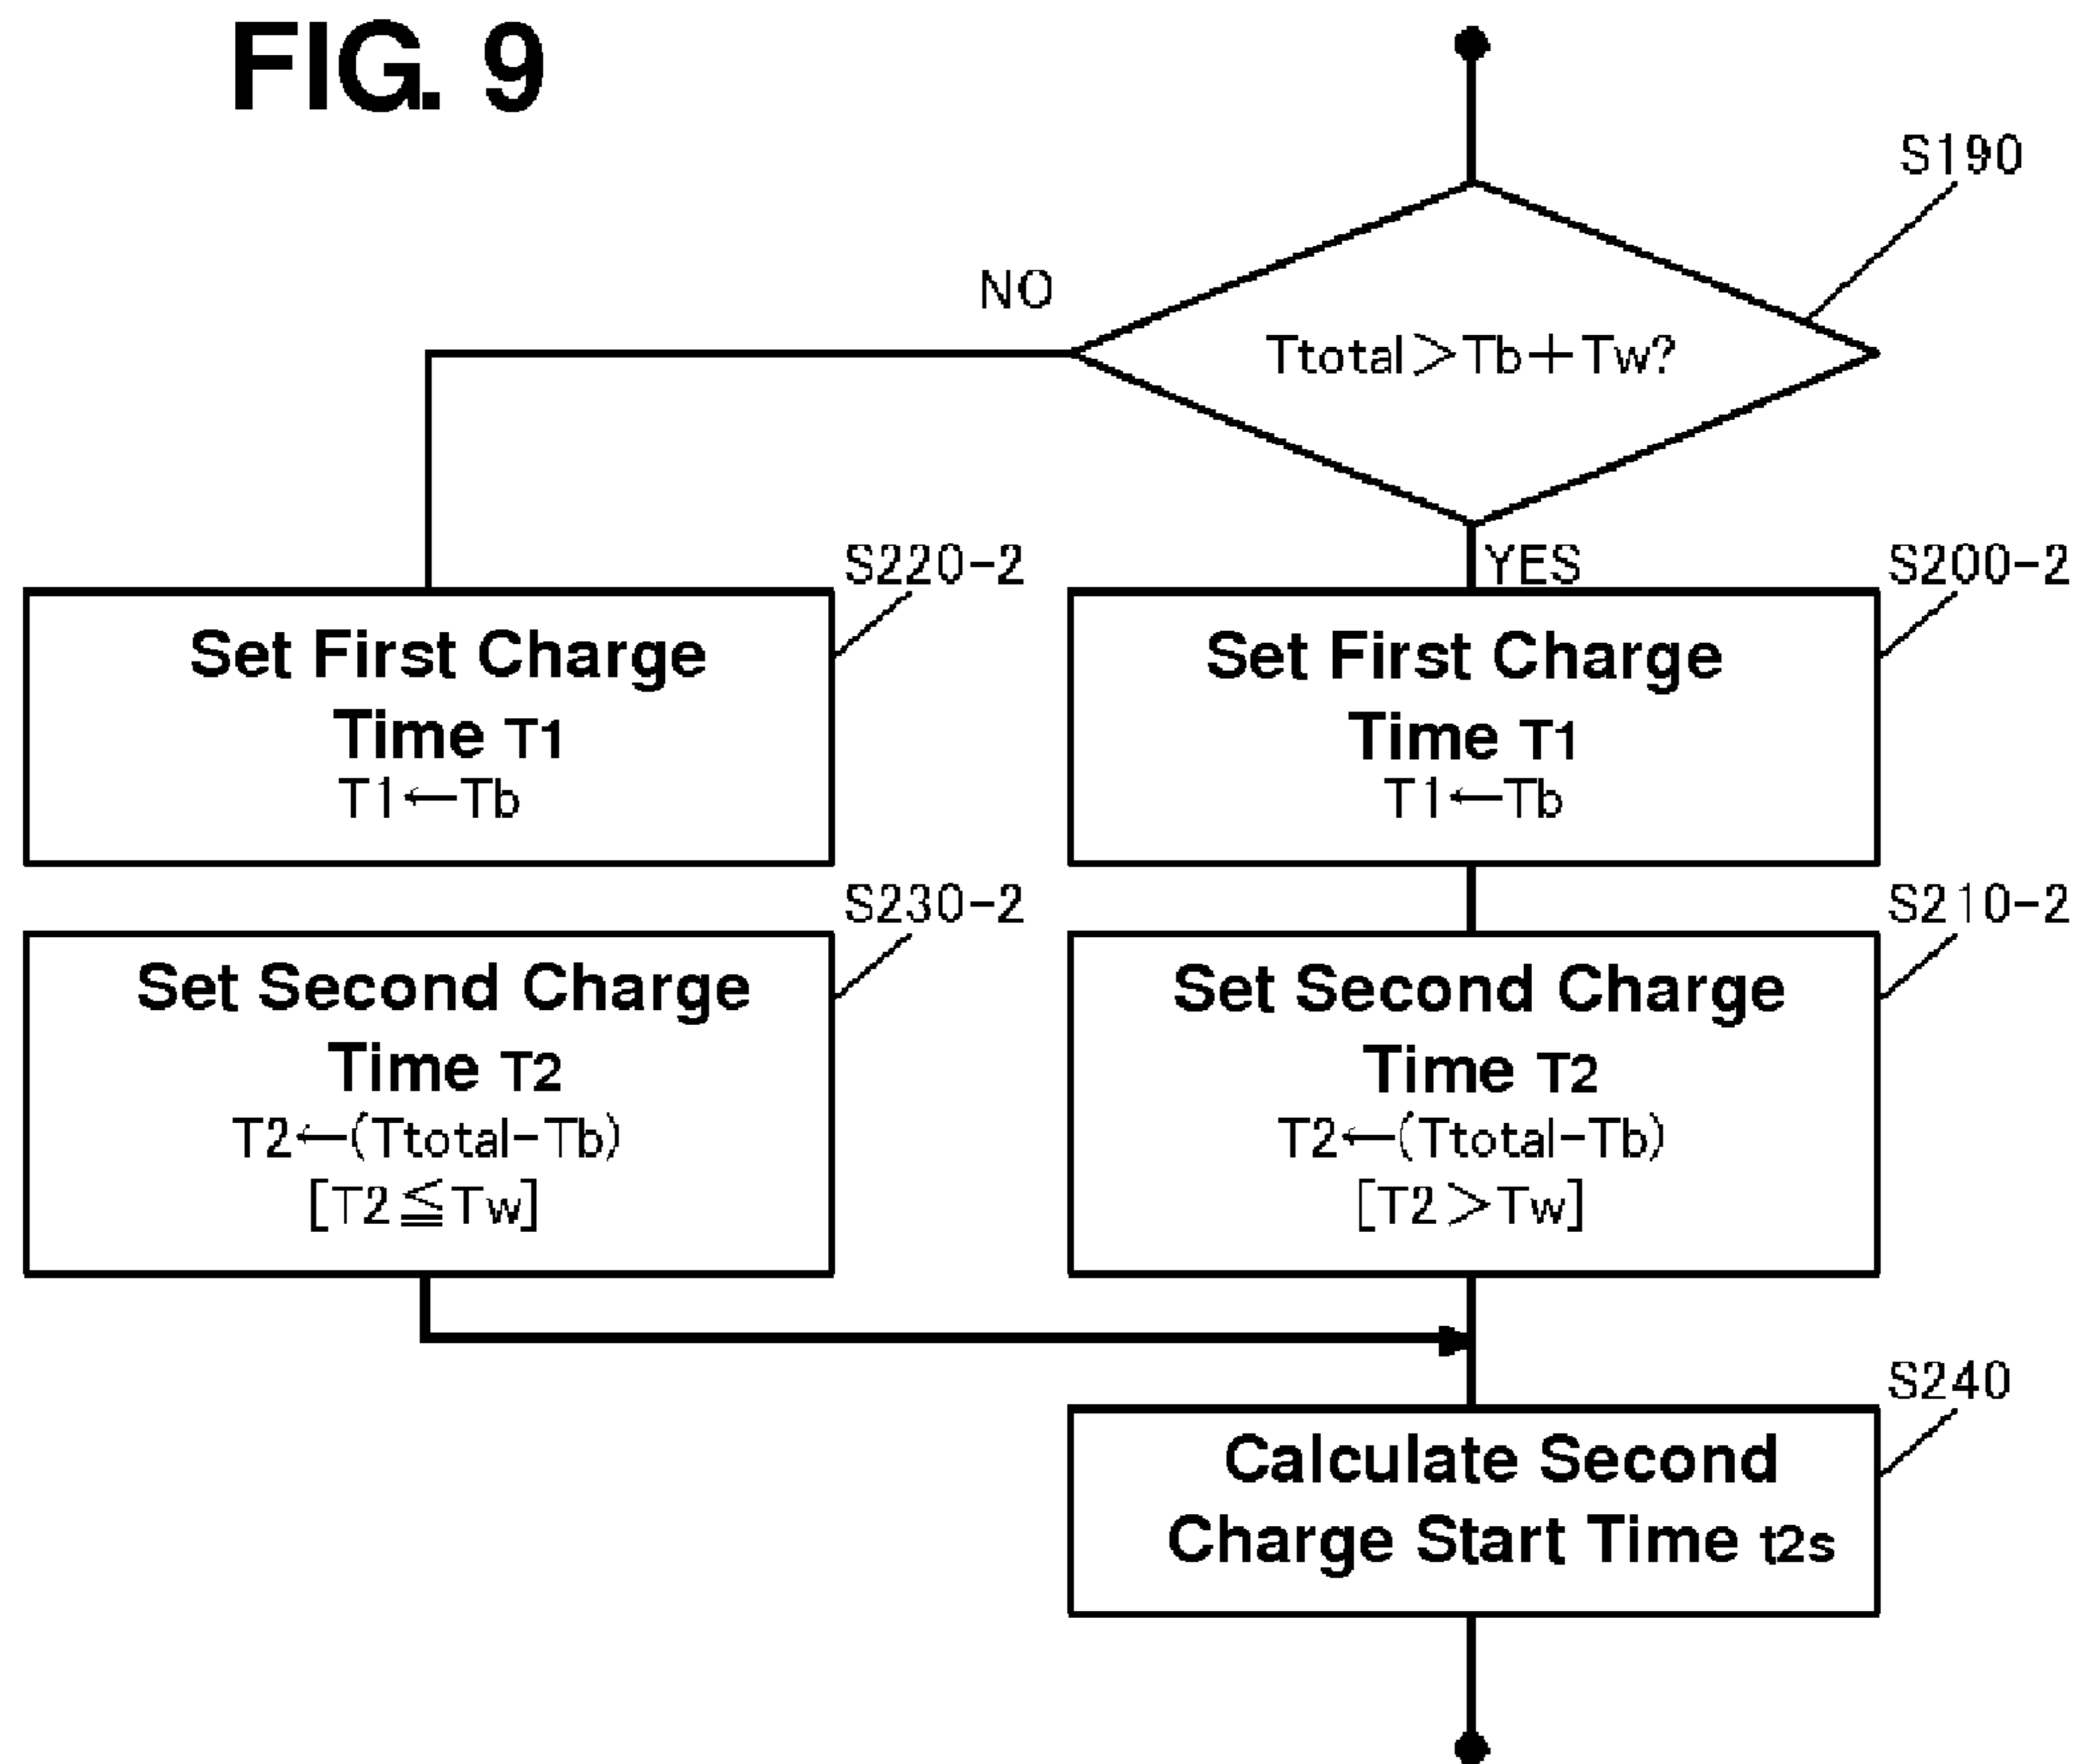 FIG. 9
S190
NO
Ttotal>Tb+Tw?
YES
S220-2
Set First Charge
Time T1
T1←Tb
S200-2
Set First Charge
Time T1
T1←Tb
S230-2
Set Second Charge
Time T2
T2←(Ttotal-Tb)
[T2≦Tw]
S210-2
Set Second Charge
Time T2
T2←(Ttotal-Tb)
[T2>Tw]
S240
Calculate Second
Charge Start Time t2s